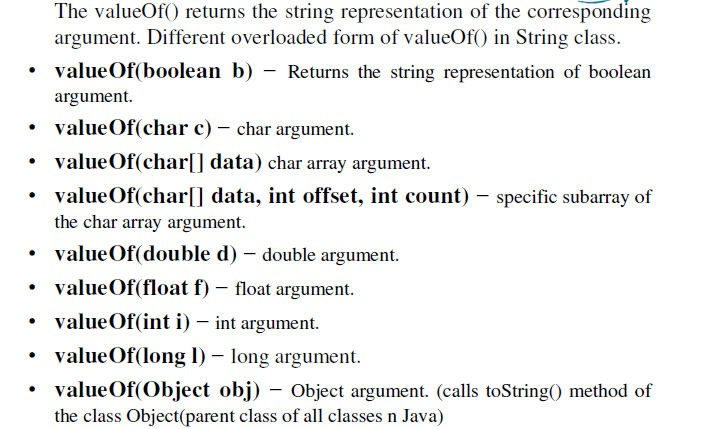 The valueOf() returns the string representation of the corresponding
argument. Different overloaded form of valueOf() in String class.
• valueOf(boolean b) – Returns the string representation of boolean
argument.
• valueOf(char c) – char argument.
• valueOf(char[] data) char array argument.
• valueOf(char[] data, int offset, int count) – specific subarray of
the char array argument.
• valueOf(double d) – double argument.
• valueOf(float f) – float argument.
• valueOf(int i) – int argument.
• valueOf(long l) – long argument.
• valueOf(Object obj) – Object argument. (calls toString() method of
the class Object(parent class of all classes n Java)